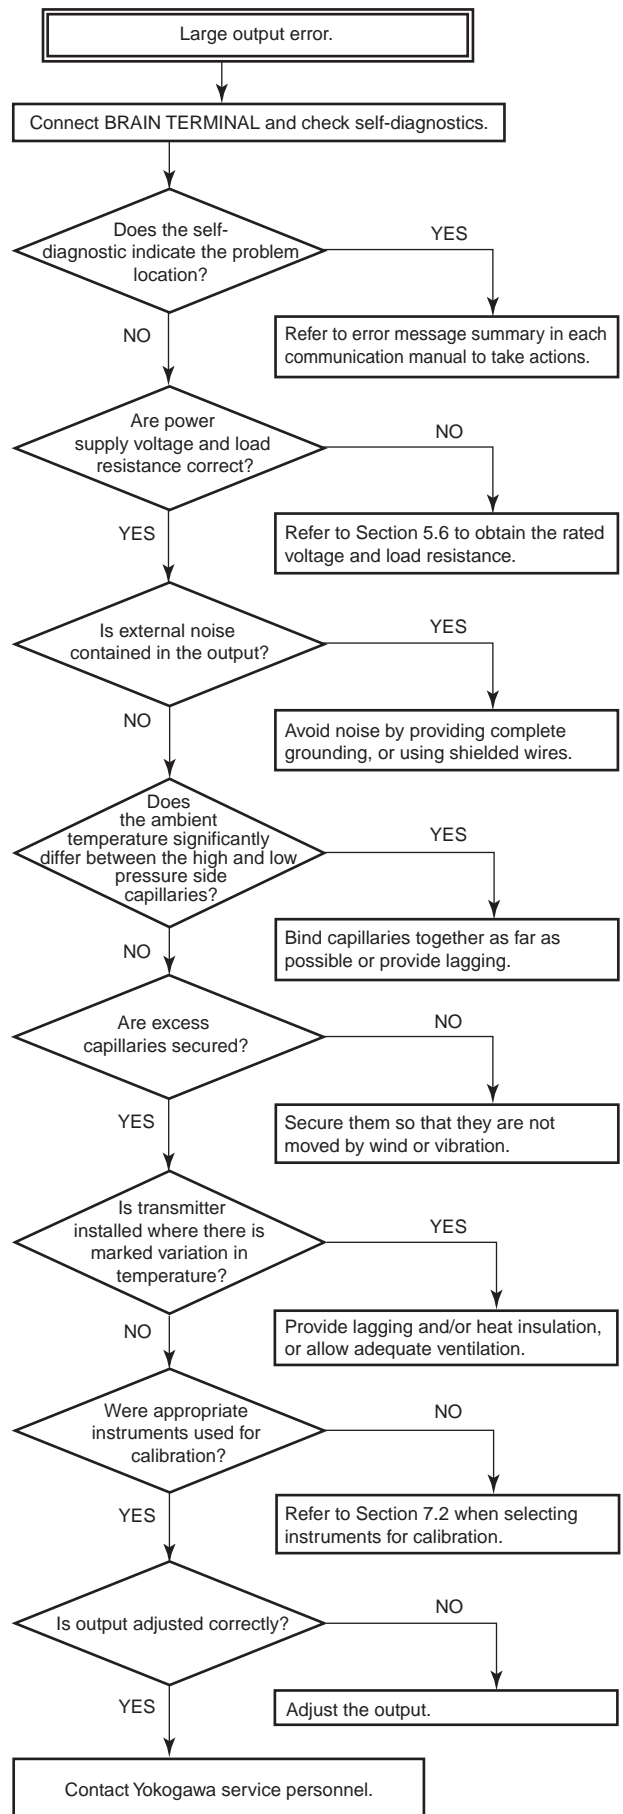 Large output error.
Connect BRAIN TERMINAL and check self-diagnostics.
Does the self-
diagnostic indicate the problem
location?
YES
NO
Refer to error message summary in each
communication manual to take actions.
Are power
supply voltage and load
resistance correct?
NO
YES
Refer to Section 5.6 to obtain the rated
voltage and load resistance.
Is external noise
contained in the output?
YES
NO
Avoid noise by providing complete
grounding, or using shielded wires.
Does
the ambient
temperature significantly
differ between the high and low
pressure side
capillaries?
YES
NO
Bind capillaries together as far as
possible or provide lagging.
Are excess
capillaries secured?
NO
YES
Secure them so that they are not
moved by wind or vibration.
Is transmitter
installed where there is
marked variation in
temperature?
YES
NO
Provide lagging and/or heat insulation,
or allow adequate ventilation.
Were appropriate
instruments used for
calibration?
NO
YES
Refer to Section 7.2 when selecting
instruments for calibration.
Is output adjusted correctly?
NO
YES
Adjust the output.
Contact Yokogawa service personnel.